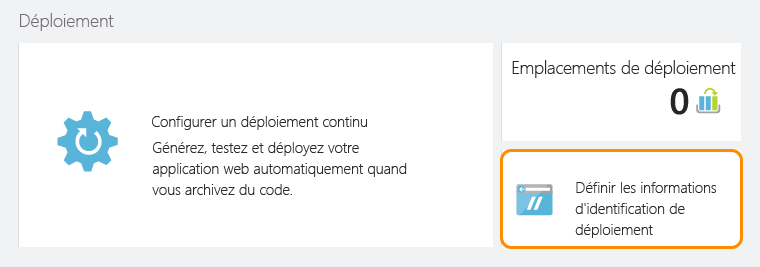 Déploiement
Configurer un déploiement continu
Générez, testez et déployez votre
application web automatiquement quand
vous archivez du code.
Emplacements de déploiement
0
Définir les informations
d'identification de
déploiement